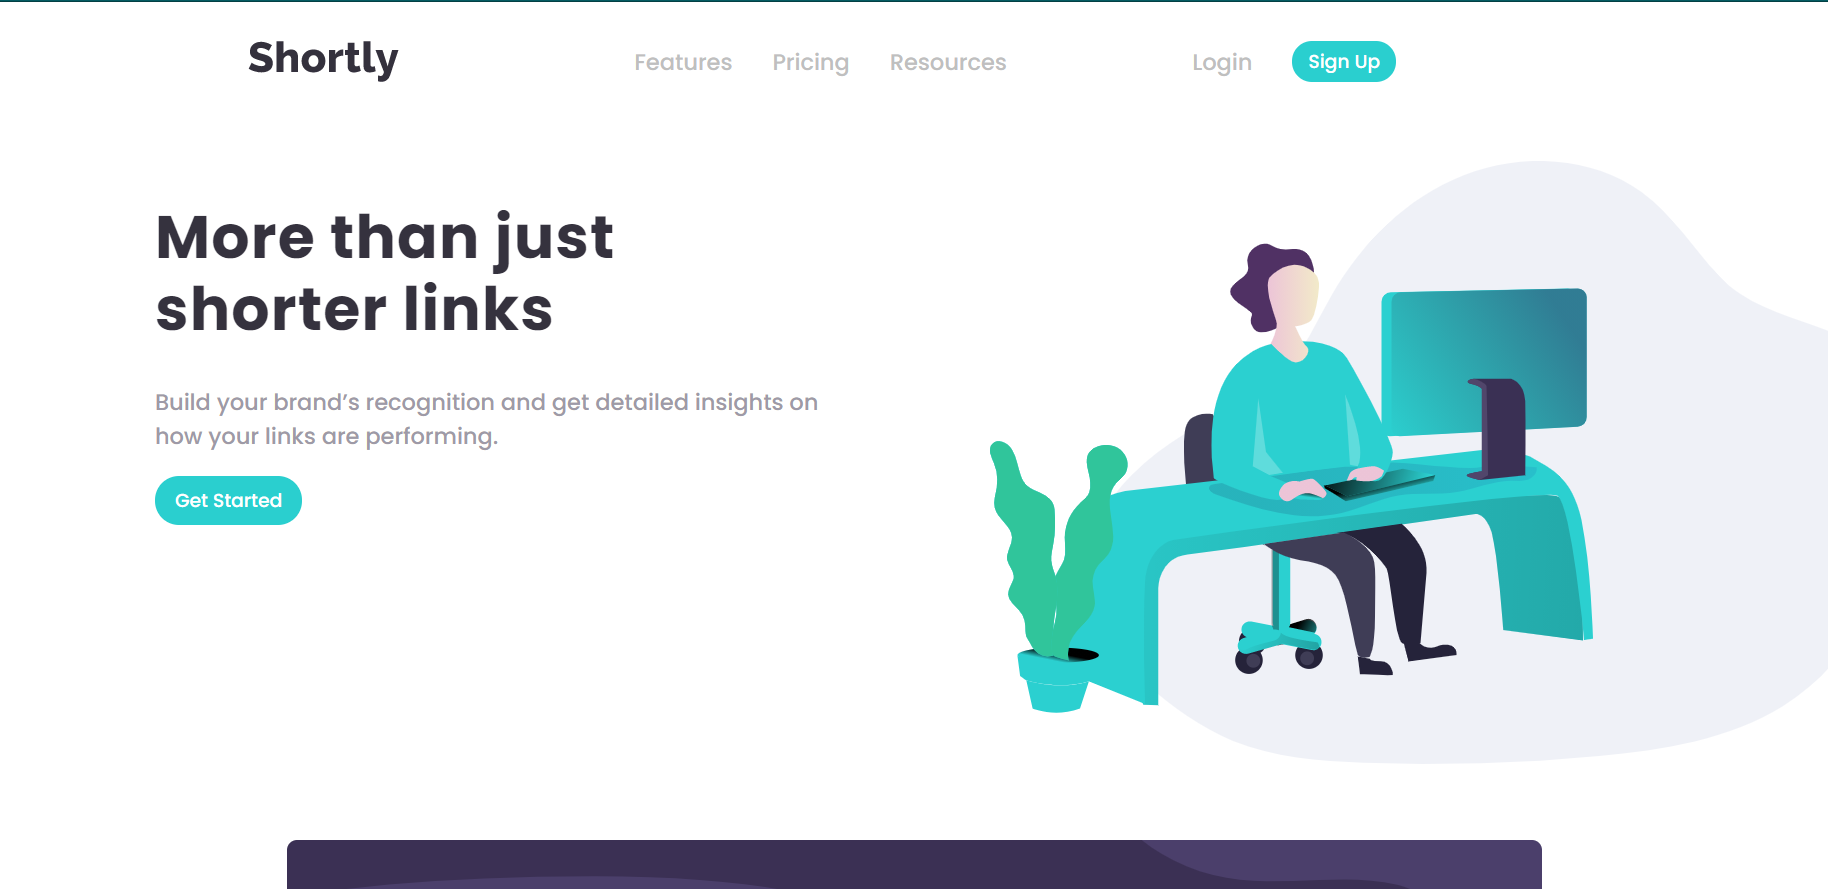 Shortly
Features Pricing Resources
Login Sign Up
More than just
shorter links
Build your brand’s recognition and get detailed insights on
how your links are performing.
Get Started